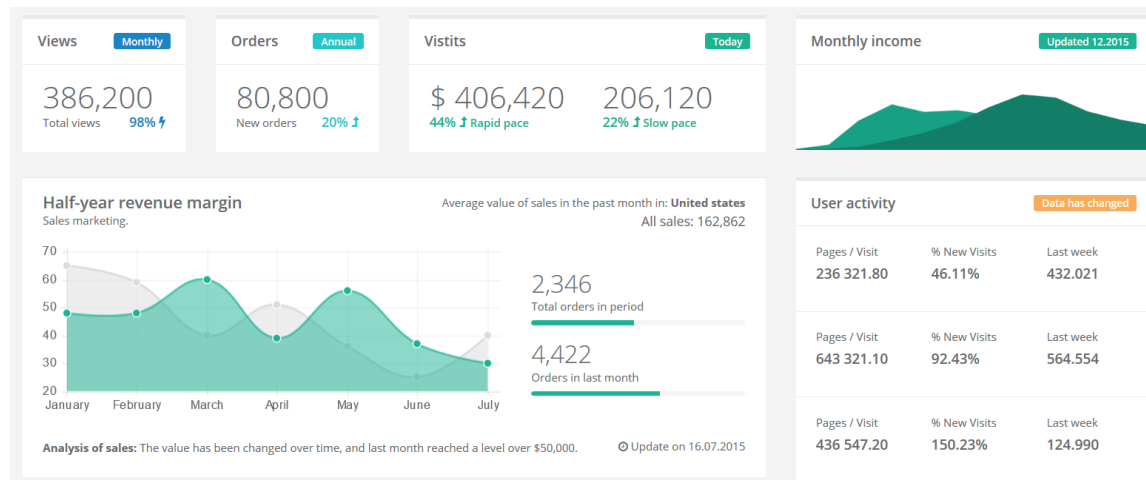 Views Monthly
386,200
Total views 98%
Orders Annual
80,800
New orders 20%
Vistits Today
$ 406,420 206,120
44% Rapid pace 22% Slow pace
Monthly income Updated 12.2015
Half-year revenue margin
Sales marketing.
Average value of sales in the past month in: United states
All sales: 162,862
70
60
50
40
30
20
January February March April May June July
2,346
Total orders in period
4,422
Orders in last month
Analysis of sales: The value has been changed over time, and last month reached a level over $50,000.
Update on 16.07.2015
User activity Data has changed
Pages / Visit % New Visits Last week
236 321.80 46.11% 432.021
Pages / Visit % New Visits Last week
643 321.10 92.43% 564.554
Pages / Visit % New Visits Last week
436 547.20 150.23% 124.990